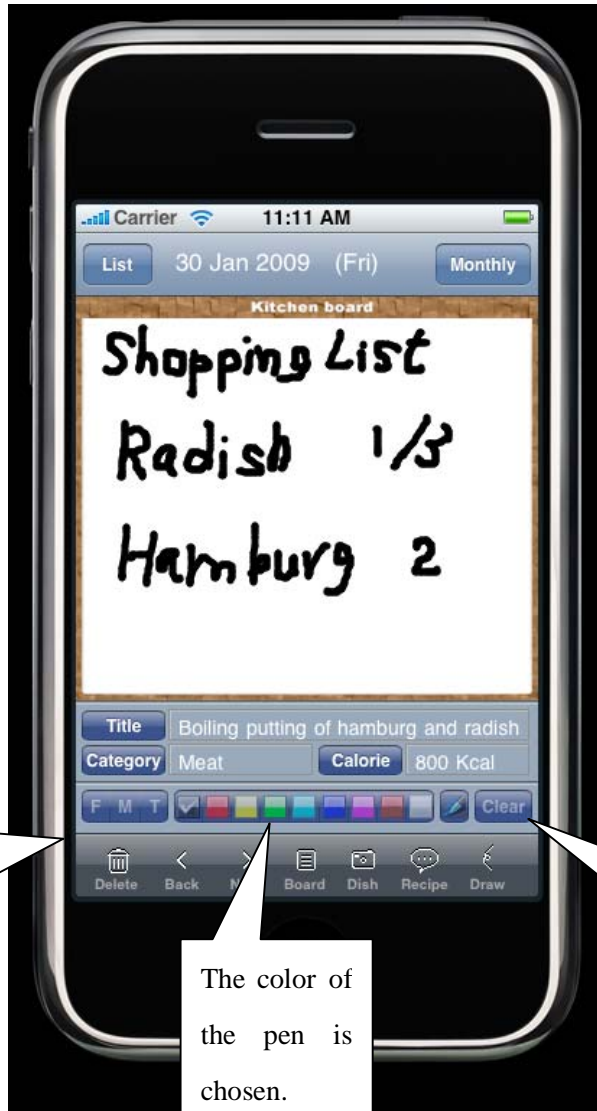 Carrier 11:11 AM
List 30 Jan 2009 (Fri) Monthly
Kitchen board
Shopping List
Radish 1/3
Hamburg 2
Title Boiling putting of hamburg and radish
Category Meat Calorie 800 Kcal
F M T Clear
Delete Back Board Dish Recipe Draw
The color of
the pen is
chosen.